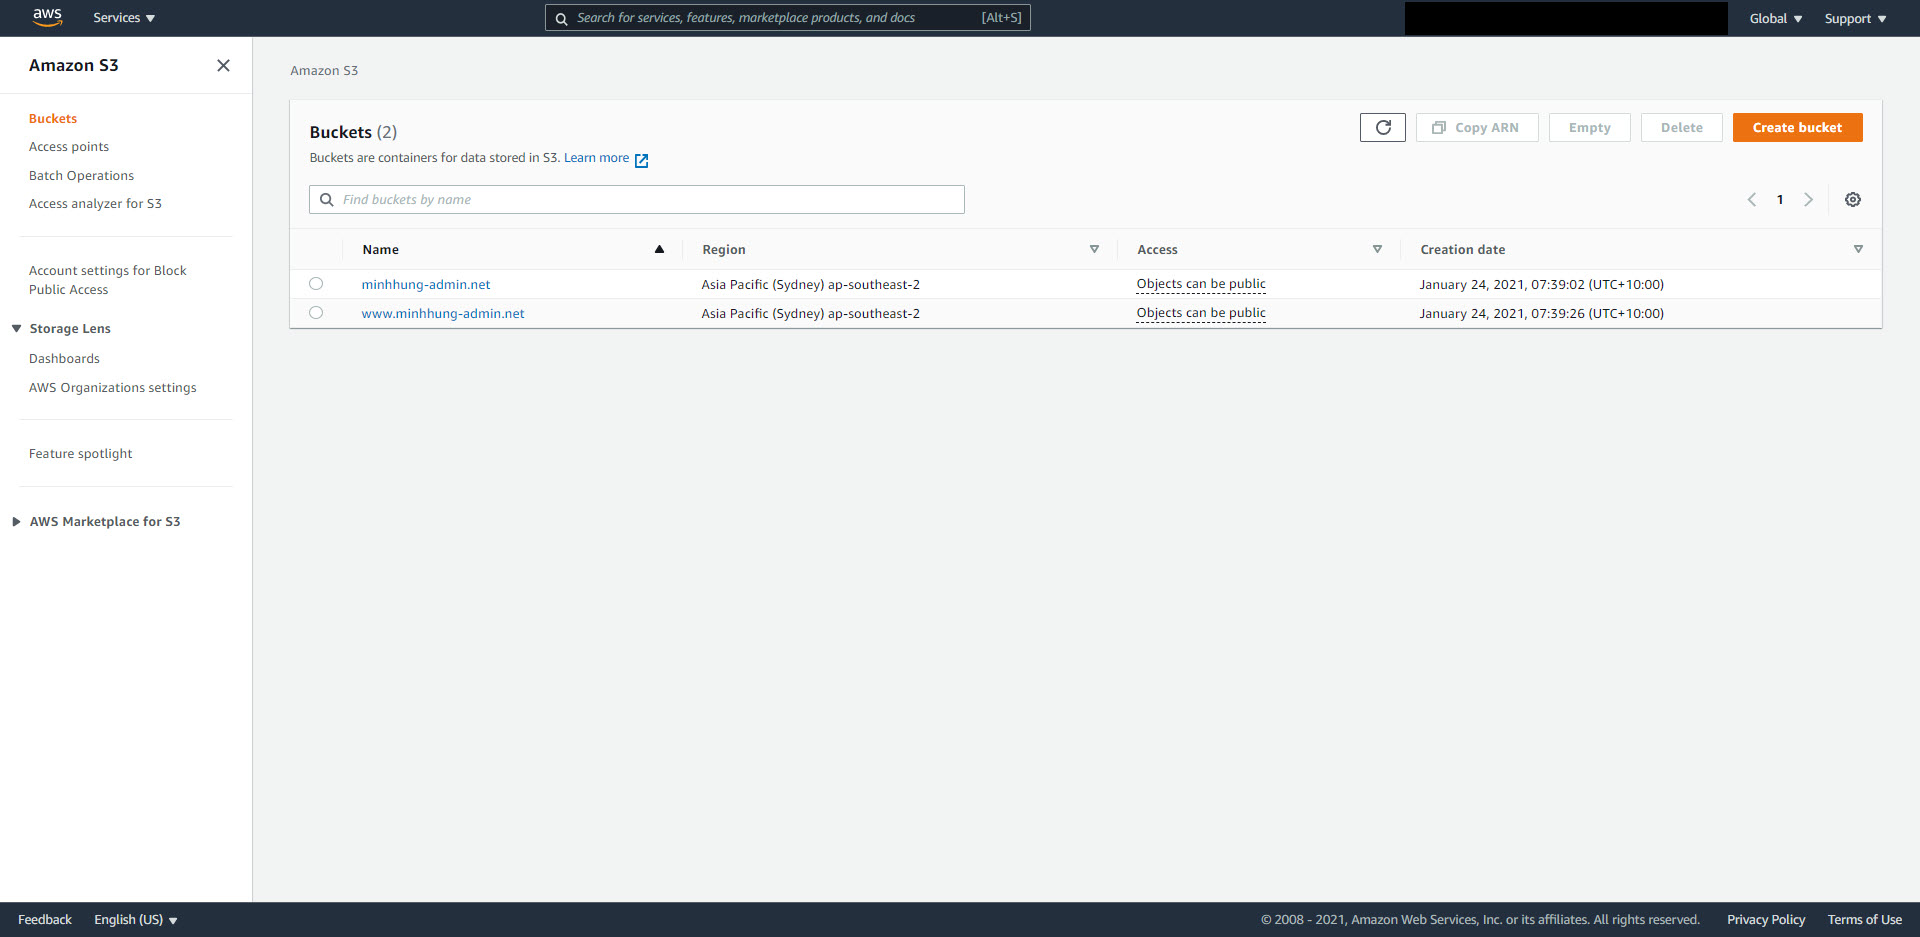 aws Services Search for services, features, marketplace products, and docs [Alt+S] Global Support
Amazon S3
Buckets
Access points
Batch Operations
Access analyzer for S3
Account settings for Block
Public Access
Storage Lens
Dashboards
AWS Organizations settings
Feature spotlight
AWS Marketplace for S3
Amazon S3
Buckets (2)
Copy ARN Empty Delete Create bucket
Buckets are containers for data stored in S3. Learn more
Find buckets by name
1
Name Region Access Creation date
minhhung-admin.net Asia Pacific (Sydney) ap-southeast-2 Objects can be public January 24, 2021, 07:39:02 (UTC+10:00)
www.minhhung-admin.net Asia Pacific (Sydney) ap-southeast-2 Objects can be public January 24, 2021, 07:39:26 (UTC+10:00)
Feedback English (US) © 2008 - 2021, Amazon Web Services, Inc. or its affiliates. All rights reserved. Privacy Policy Terms of Use